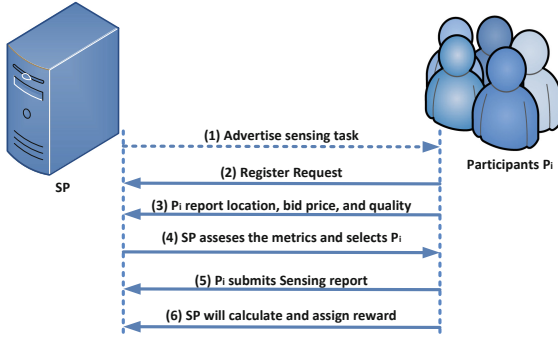 (1) Advertise sensing task
SP
Participants Pi
(2) Register Request
(3) Pi report location, bid price, and quality
(4) SP asseses the metrics and selects Pi
(5) Pi submits Sensing report
(6) SP will calculate and assign reward